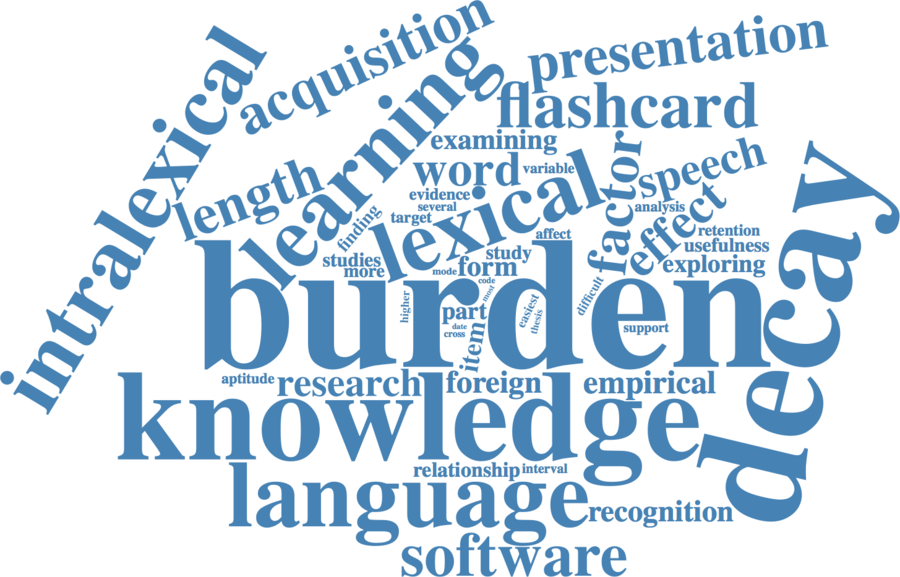 acquisition
presentation
intralexical
learning
flashcard
examining
word
variable
factor
speech
length
evidence
several
target
lexical
analysis
effect
decay
finding
studies
more
affect
study
retention
usefulness
exploring
mode
form
code
most
burden
higher
part
date
cross
item
easiest
thesis
difficult
support
aptitude
research
foreign
empirical
knowledge
relationship
interval
language
recognition
software